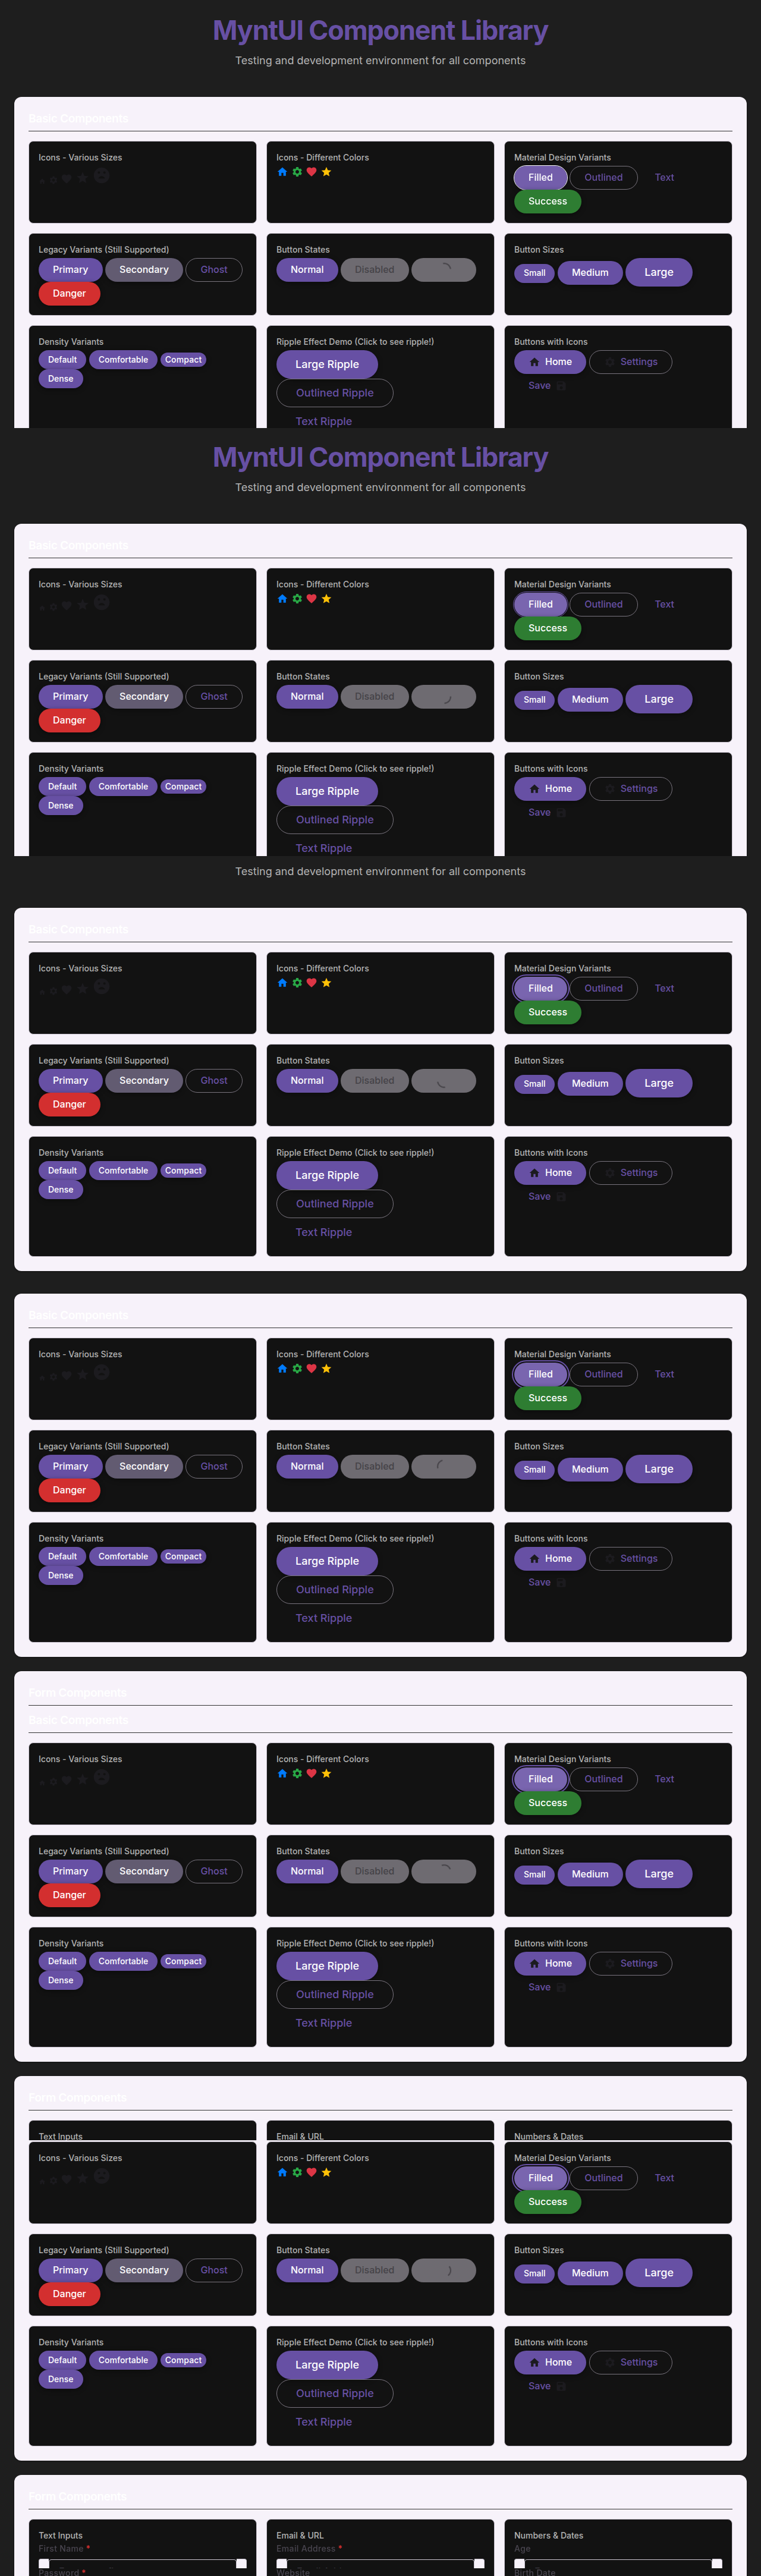 MyntUI Component Library
Testing and development environment for all components
Basic Components
Icons - Various Sizes
Icons - Different Colors
Material Design Variants
Filled Outlined Text
Success
Legacy Variants (Still Supported)
Button States
Button Sizes
Primary Secondary Ghost
Normal Disabled
Small Medium Large
Danger
Density Variants
Ripple Effect Demo (Click to see ripple!)
Buttons with Icons
Default Comfortable Compact
Large Ripple
Home Settings
Dense
Outlined Ripple
Save
Text Ripple
MyntUI Component Library
Testing and development environment for all components
Basic Components
Icons - Various Sizes
Icons - Different Colors
Material Design Variants
Filled Outlined Text
Success
Legacy Variants (Still Supported)
Button States
Button Sizes
Primary Secondary Ghost
Normal Disabled
Small Medium Large
Danger
Density Variants
Ripple Effect Demo (Click to see ripple!)
Buttons with Icons
Default Comfortable Compact
Large Ripple
Home Settings
Dense
Outlined Ripple
Save
Text Ripple
Testing and development environment for all components
Basic Components
Icons - Various Sizes
Icons - Different Colors
Material Design Variants
Filled Outlined Text
Success
Legacy Variants (Still Supported)
Button States
Button Sizes
Primary Secondary Ghost
Normal Disabled
Small Medium Large
Danger
Density Variants
Ripple Effect Demo (Click to see ripple!)
Buttons with Icons
Default Comfortable Compact
Large Ripple
Home Settings
Dense
Outlined Ripple
Save
Text Ripple
Basic Components
Icons - Various Sizes
Icons - Different Colors
Material Design Variants
Filled Outlined Text
Success
Legacy Variants (Still Supported)
Button States
Button Sizes
Primary Secondary Ghost
Normal Disabled
Small Medium Large
Danger
Density Variants
Ripple Effect Demo (Click to see ripple!)
Buttons with Icons
Default Comfortable Compact
Large Ripple
Home Settings
Dense
Outlined Ripple
Save
Text Ripple
Form Components
Basic Components
Icons - Various Sizes
Icons - Different Colors
Material Design Variants
Filled Outlined Text
Success
Legacy Variants (Still Supported)
Button States
Button Sizes
Primary Secondary Ghost
Normal Disabled
Small Medium Large
Danger
Density Variants
Ripple Effect Demo (Click to see ripple!)
Buttons with Icons
Default Comfortable Compact
Large Ripple
Home Settings
Dense
Outlined Ripple
Save
Text Ripple
Form Components
Text Inputs
Email & URL
Numbers & Dates
Icons - Various Sizes
Icons - Different Colors
Material Design Variants
Filled Outlined Text
Success
Legacy Variants (Still Supported)
Button States
Button Sizes
Primary Secondary Ghost
Normal Disabled
Small Medium Large
Danger
Density Variants
Ripple Effect Demo (Click to see ripple!)
Buttons with Icons
Default Comfortable Compact
Large Ripple
Home Settings
Dense
Outlined Ripple
Save
Text Ripple
Form Components
Text Inputs
Email & URL
Numbers & Dates
First Name *
Email Address *
Age
Password *
Website
Birth Date